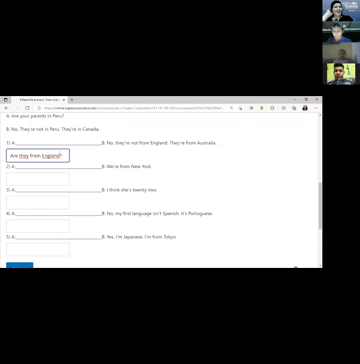 A: Are your parents in Peru?
B: No, They're not in Peru. They're in Canada.
1) A: B: No, they're not from England. They're from Australia.
Are they from England?
2) A: B: We're from New York.
3) A: B: I think she's twenty-two.
4) A: B: No, my first language isn't Spanish. It's Portuguese.
5) A: B: Yes, I'm Japanese. I'm from Tokyo.